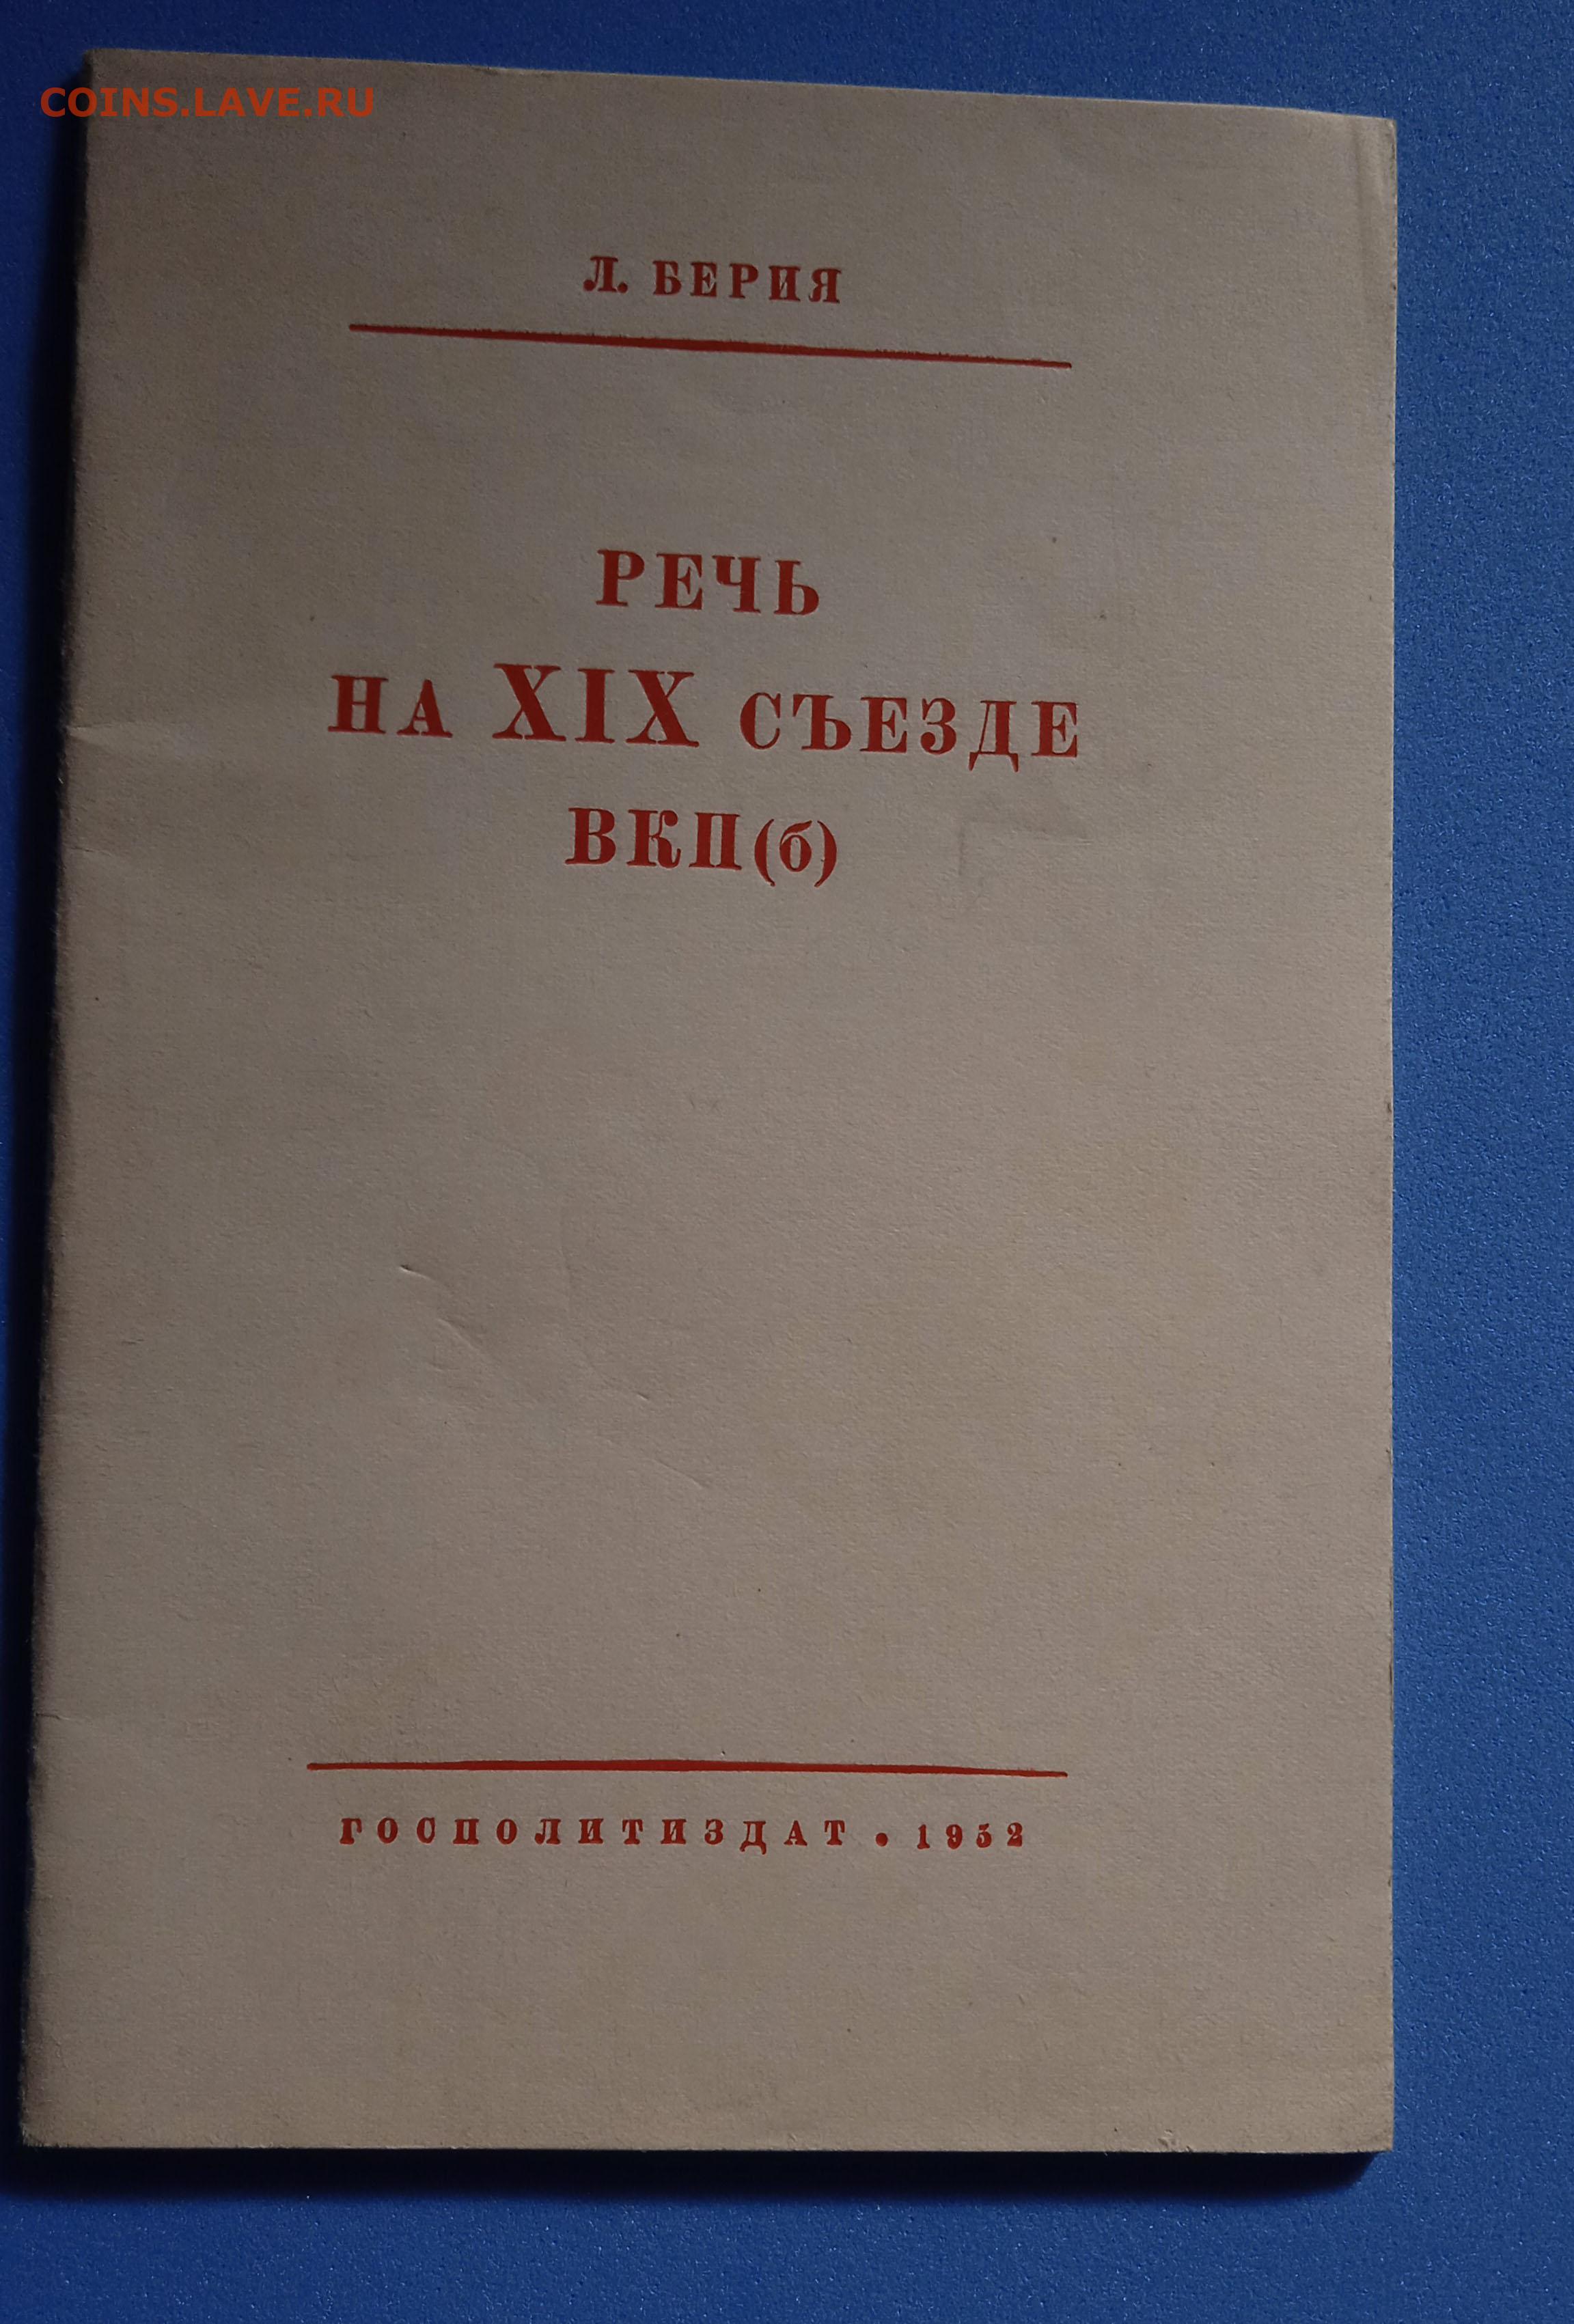 COINS.LAVE.RU
Л. БЕРИЯ
РЕЧЬ
НА XIX СЪЕЗДЕ
ВКП(б)
ГОСПОЛИТИЗДАТ • 1952